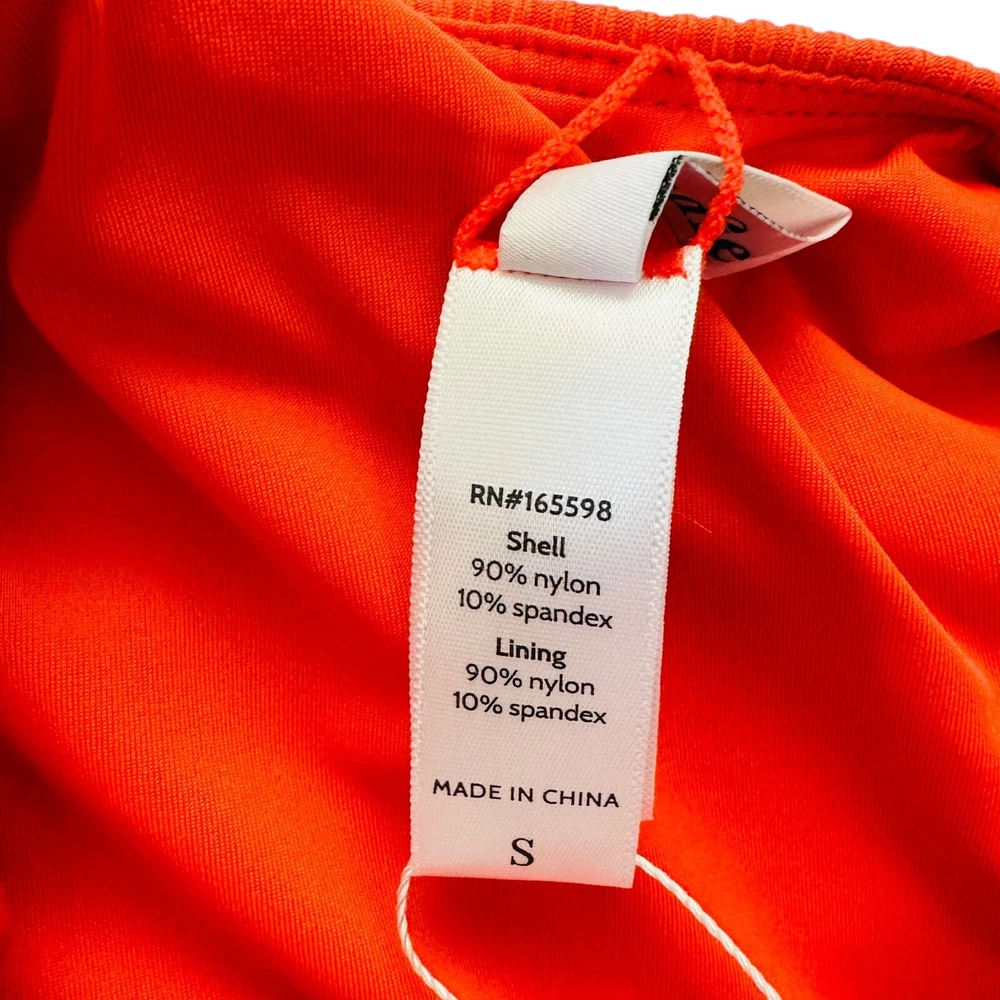 RN#165598
Shell
90% nylon
10% spandex
Lining
90% nylon
10% spandex
MADE IN CHINA
S